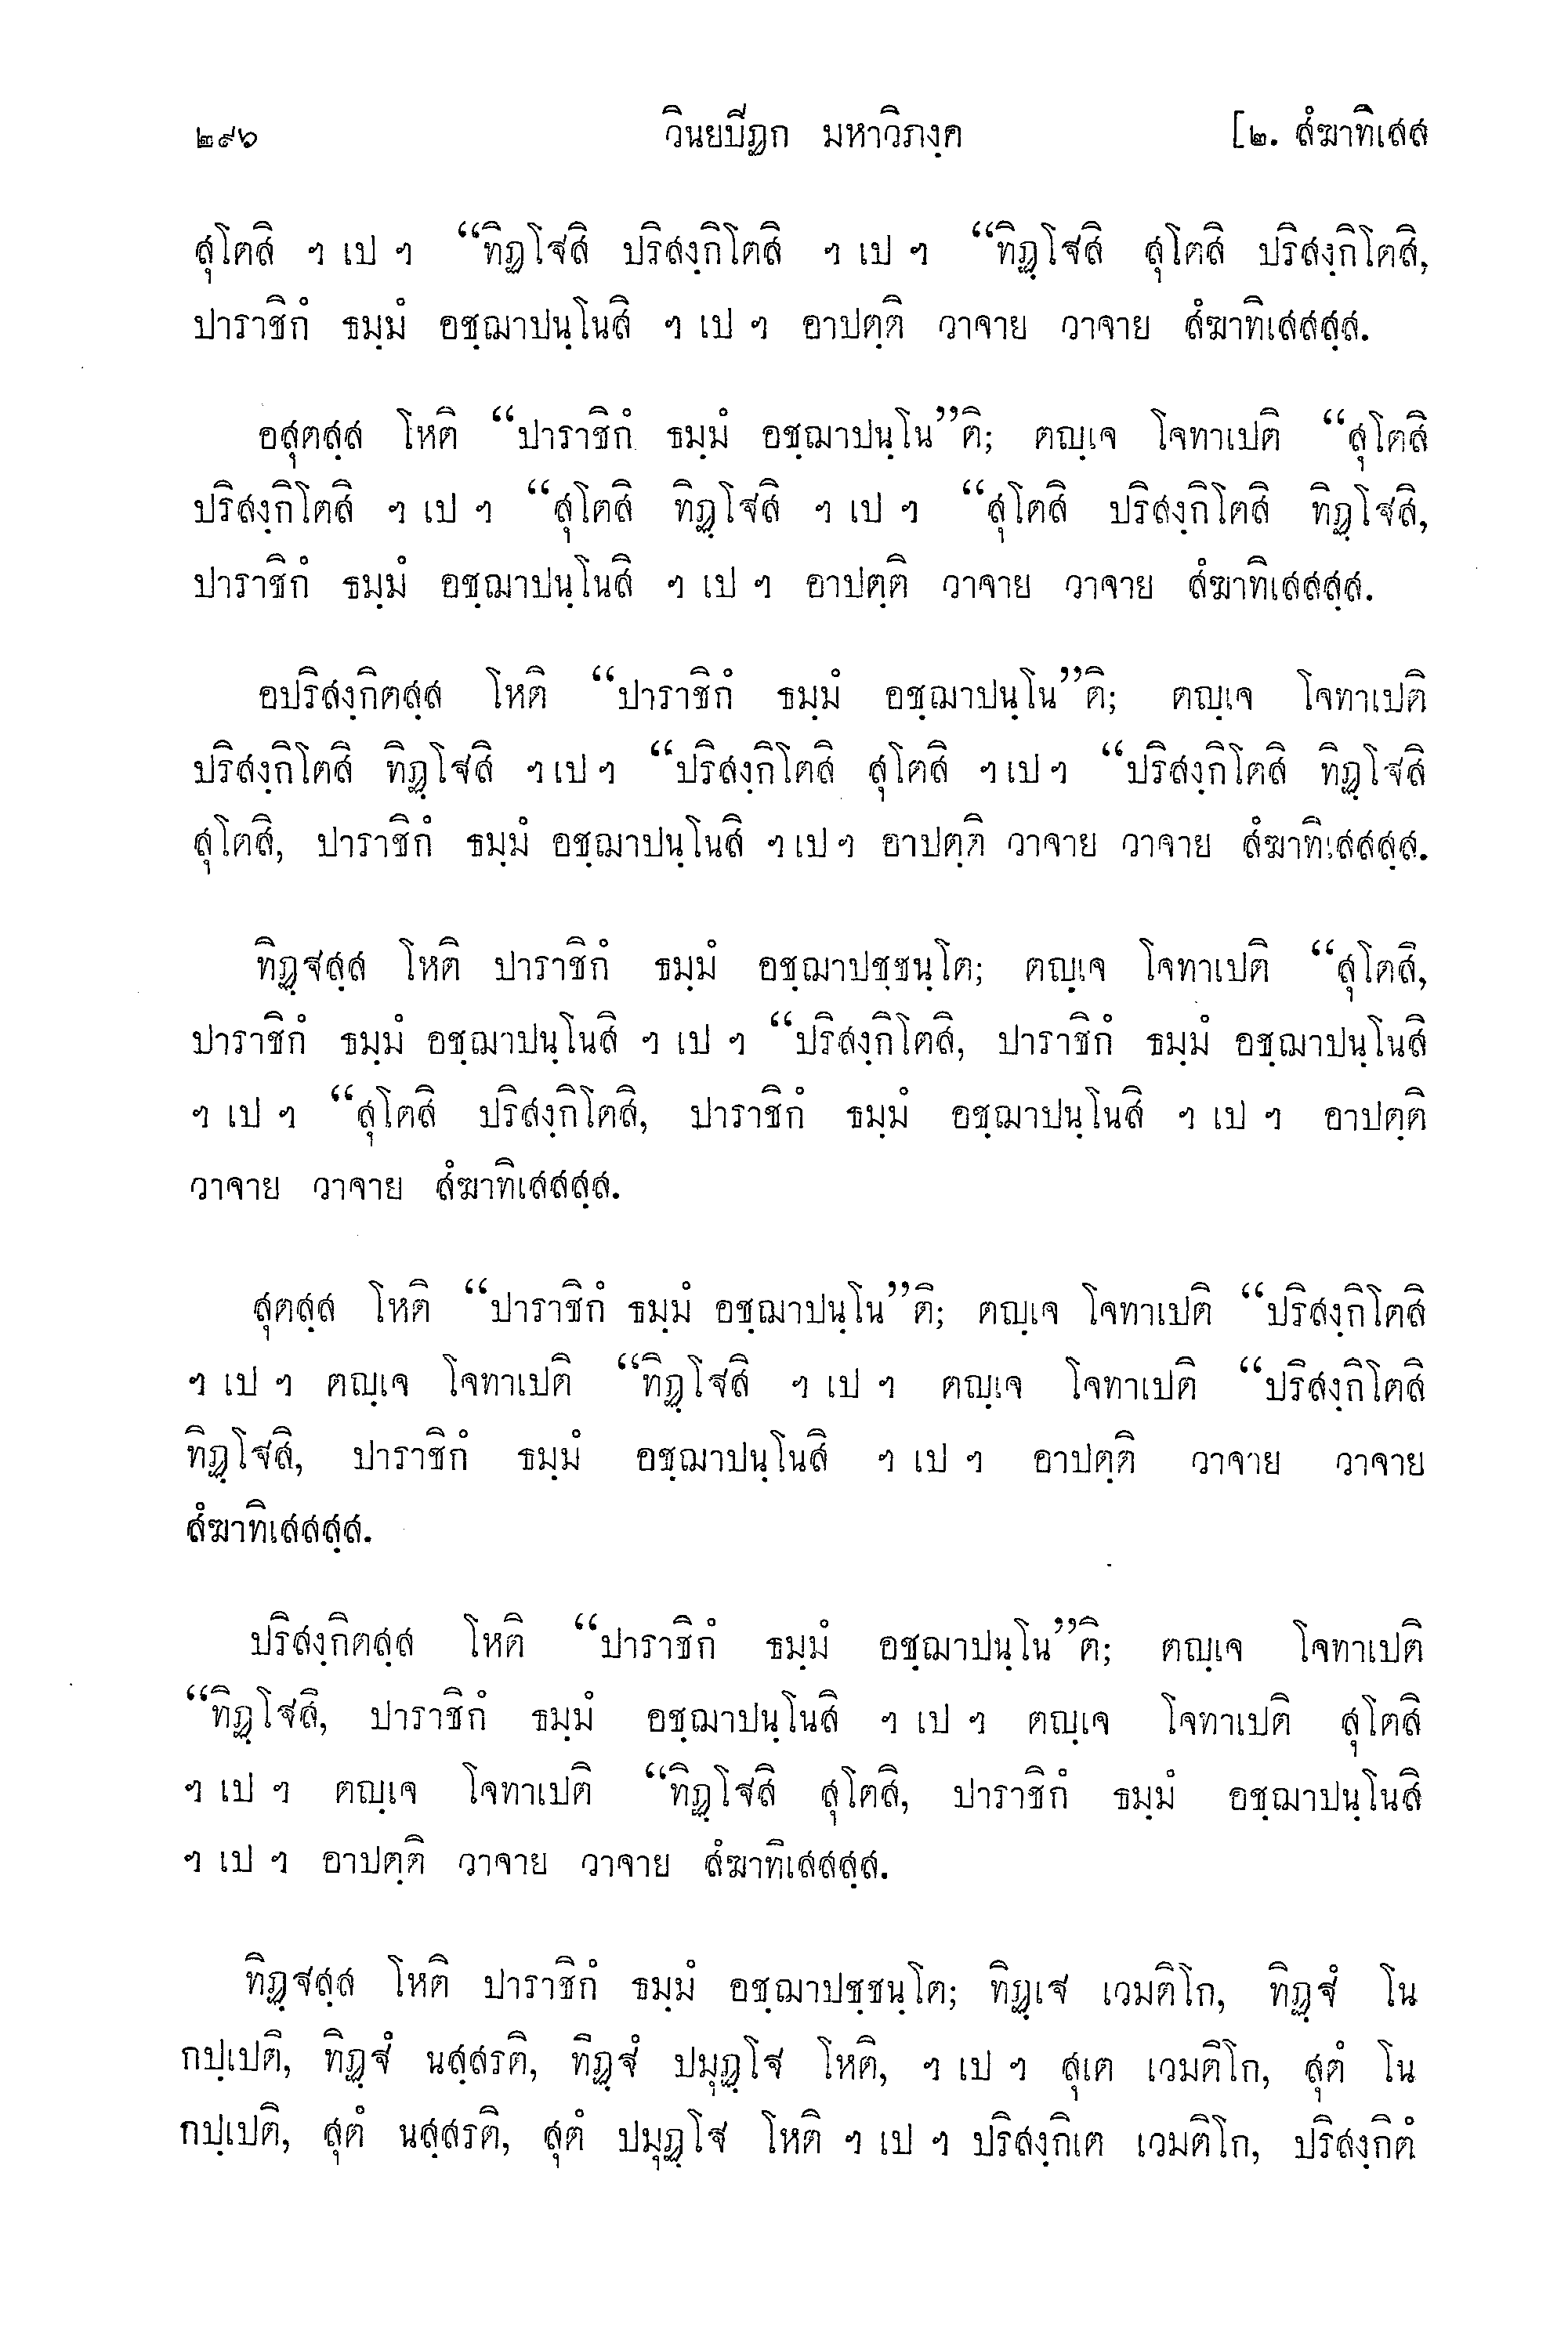 ๒๙๖ วินยปีฏก มหาวิภงฺค [๒. สํฆาทิเสส
สุโตสิ ฯ เป ฯ “ทิฏฺโฐสิ ปริสงฺกิโตสิ ฯ เป ฯ “ทิฏฺโฐสิ สุโตสิ ปริสงฺกิโตสิ,
ปาราชิกํ ธมฺมํ อชฺฌาปนฺโนสิ ฯ เป ฯ อาปตฺติ วาจาย วาจาย สํฆาทิเสสสฺส.
อสุตสฺส โหติ “ปาราชิกํ ธมฺมํ อชฺฌาปนฺโน”ติ; ตญฺเจ โจทาเปติ “สุโตสิ
ปริสงฺกิโตสิ ฯ เป ฯ “สุโตสิ ทิฏฺโฐสิ ฯ เป ฯ “สุโตสิ ปริสงฺกิโตสิ ทิฏฺโฐสิ,
ปาราชิกํ ธมฺมํ อชฺฌาปนฺโนสิ ฯ เป ฯ อาปตฺติ วาจาย วาจาย สํฆาทิเสสสฺส.
อปริสงฺกิตสฺส โหติ “ปาราชิกํ ธมฺมํ อชฺฌาปนฺโน”ติ; ตญฺเจ โจทาเปติ
ปริสงฺกิโตสิ ทิฏฺโฐสิ ฯ เป ฯ “ปริสงฺกิโตสิ สุโตสิ ฯ เป ฯ “ปริสงฺกิโตสิ ทิฏฺโฐสิ
สุโตสิ, ปาราชิกํ ธมฺมํ อชฺฌาปนฺโนสิ ฯ เป ฯ อาปตฺติ วาจาย วาจาย สํฆาทิเสสสฺส.
ทิฏฺฐสฺส โหติ ปาราชิกํ ธมฺมํ อชฺฌาปชฺชนฺโต; ตญฺเจ โจทาเปติ “สุโตสิ,
ปาราชิกํ ธมฺมํ อชฺฌาปนฺโนสิ ฯ เป ฯ “ปริสงฺกิโตสิ, ปาราชิกํ ธมฺมํ อชฺฌาปนฺโนสิ
ฯ เป ฯ “สุโตสิ ปริสงฺกิโตสิ, ปาราชิกํ ธมฺมํ อชฺฌาปนฺโนสิ ฯ เป ฯ อาปตฺติ
วาจาย วาจาย สํฆาทิเสสสฺส.
สุตสฺส โหติ “ปาราชิกํ ธมฺมํ อชฺฌาปนฺโน”ติ; ตญฺเจ โจทาเปติ “ปริสงฺกิโตสิ
ฯ เป ฯ ตญฺเจ โจทาเปติ “ทิฏฺโฐสิ ฯ เป ฯ ตญฺเจ โจทาเปติ “ปริสงฺกิโตสิ
ทิฏฺโฐสิ, ปาราชิกํ ธมฺมํ อชฺฌาปนฺโนสิ ฯ เป ฯ อาปตฺติ วาจาย วาจาย
สํฆาทิเสสสฺส.
ปริสงฺกิตสฺส โหติ “ปาราชิกํ ธมฺมํ อชฺฌาปนฺโน”ติ; ตญฺเจ โจทาเปติ
“ทิฏฺโฐสิ, ปาราชิกํ ธมฺมํ อชฺฌาปนฺโนสิ ฯ เป ฯ ตญฺเจ โจทาเปติ สุโตสิ
ฯ เป ฯ ตญฺเจ โจทาเปติ “ทิฏฺโฐสิ สุโตสิ, ปาราชิกํ ธมฺมํ อชฺฌาปนฺโนสิ
ฯ เป ฯ อาปตฺติ วาจาย วาจาย สํฆาทิเสสสฺส.
ทิฏฺฐสฺส โหติ ปาราชิกํ ธมฺมํ อชฺฌาปชฺชนฺโต; ทิฏฺเฐ เวมติโก, ทิฏฺฐํ โน
กปฺเปติ, ทิฏฺฐํ นสฺสรติ, ทิฏฺฐํ ปมุฏฺโฐ โหติ, ฯ เป ฯ สุเต เวมติโก, สุตํ โน
กปฺเปติ, สุตํ นสฺสรติ, สุตํ ปมุฏฺโฐ โหติ ฯ เป ฯ ปริสงฺกิเต เวมติโก, ปริสงฺกิตํ